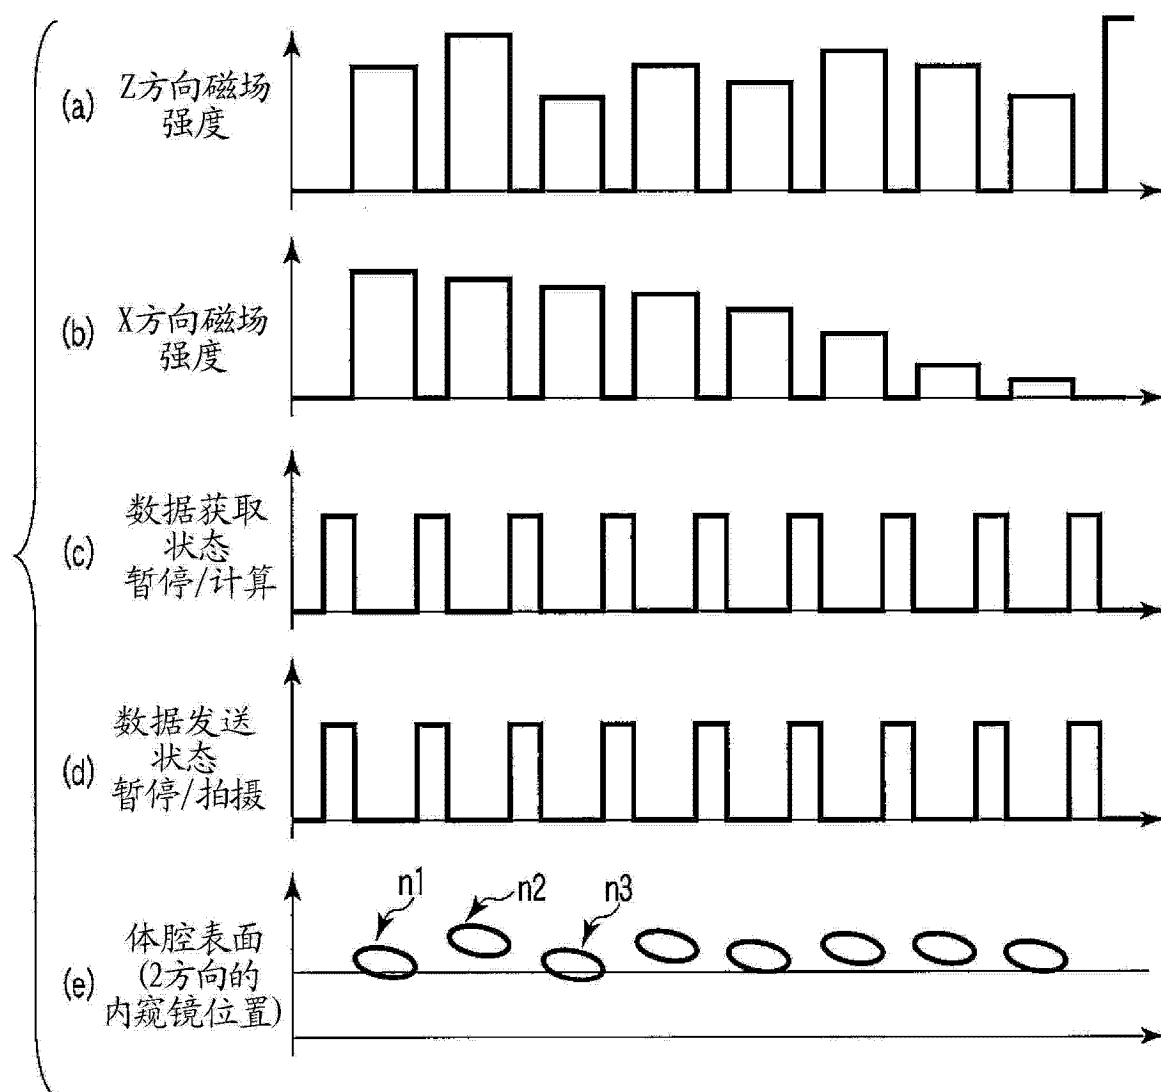 (a) Z方向磁场
强度
(b) X方向磁场
强度
数据获取
(c) 状态
暂停/计算
数据发送
状态
(d) 暂停/拍摄
n1
n2
n3
体腔表面
(e) (2方向的
内窥镜位置)